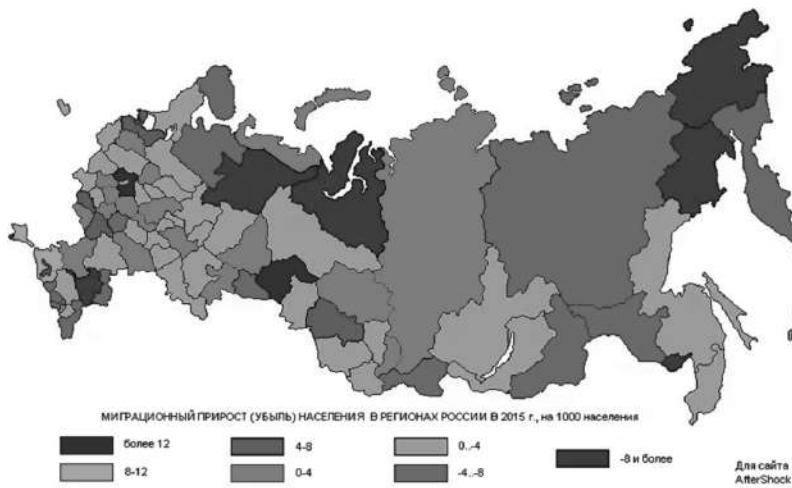 МИГРАЦИОННЫЙ ПРИРОСТ (УБЫЛЬ) НАСЕЛЕНИЯ В РЕГИОНАХ РОССИИ В 2015 г., на 1000 населения
более 12
4-8
0..-4
-8 и более
8-12
0-4
-4..-8
Для сайта
AfterShock